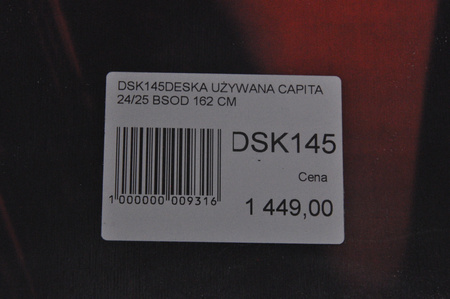 DSK145DESKA UŻYWANA CAPITA
24/25 BSOD 162 CM
DSK145
Cena
1 000000 009316
1 449,00